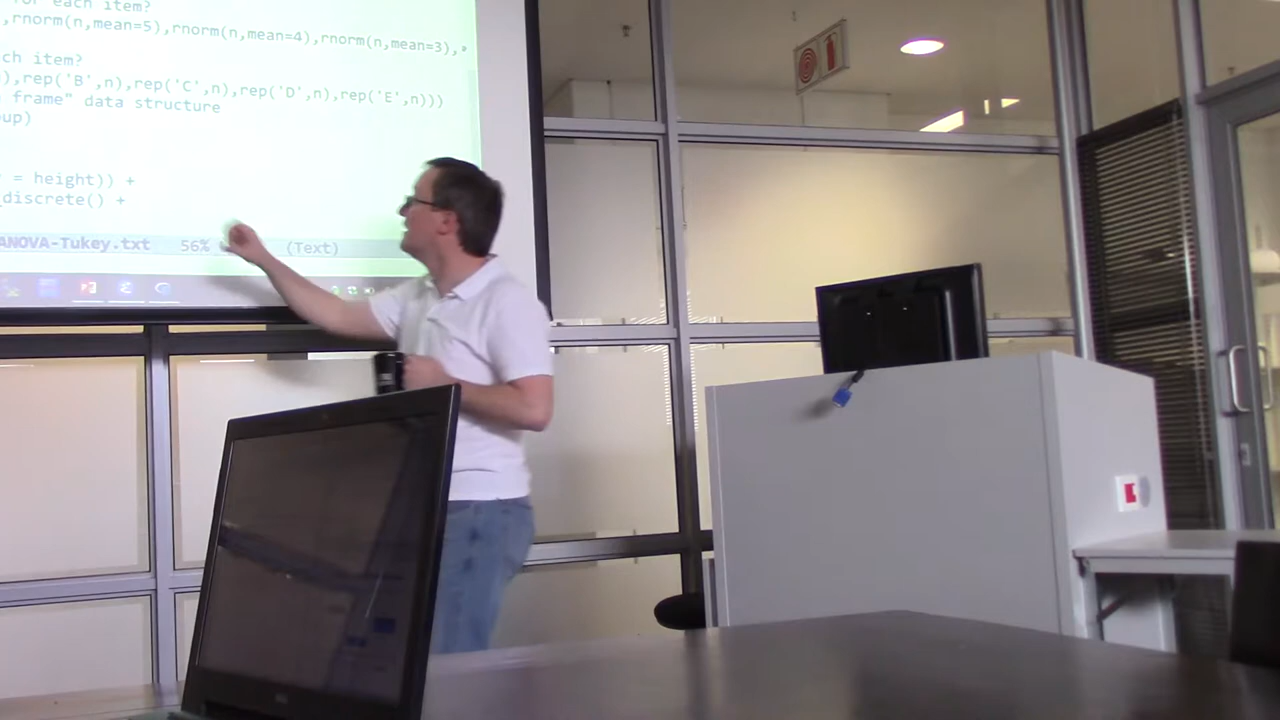 for each item?
,rnorm(n,mean=5),rnorm(n,mean=4),rnorm(n,mean=3),
ch item?
),rep('B',n),rep('C',n),rep('D',n),rep('E',n)))
frame" data structure
oup)
= height)) +
discrete() +
ANOVA-Tukey.txt 56% (Text)